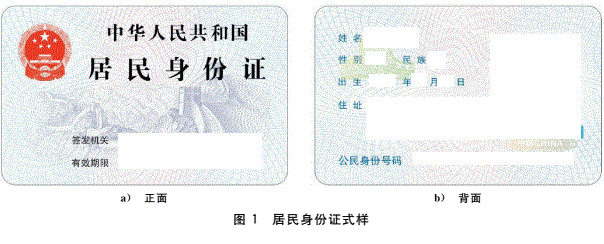 中华人民共和国
居民身份证
签发机关
有效期限
a） 正面
姓 名
性 别 民 族
出 生 年 月 日
住 址
公民身份号码
b） 背面
图 1 居民身份证式样